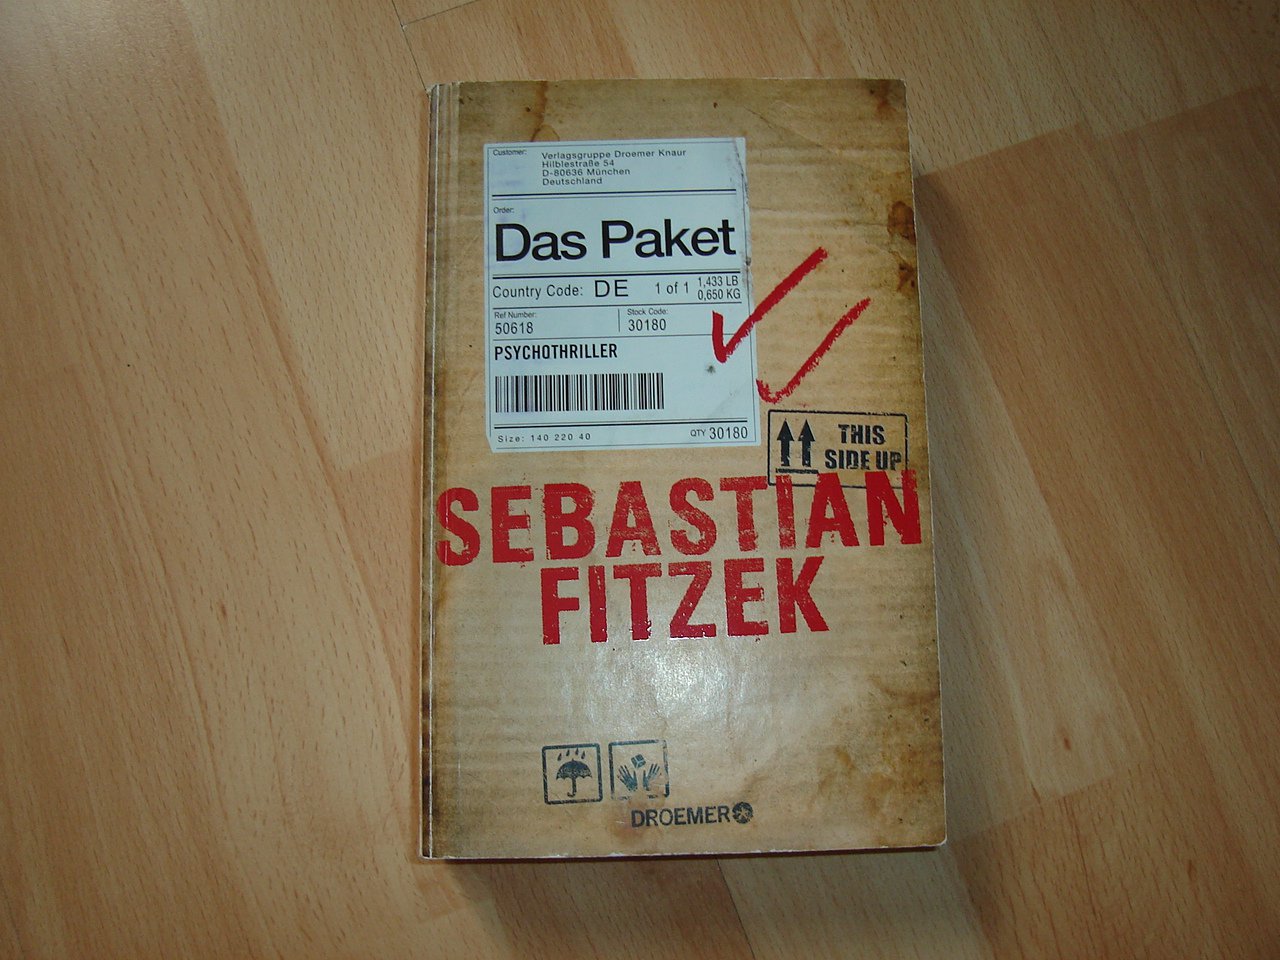 Customer:
Verlagsgruppe Droemer Knaur
Hilblestraße 54
D-80636 München
Deutschland
Order:
Das Paket
Country Code: DE 1 of 1 1,433 LB
0,650 KG
Ref Number: Stock Code:
50618 30180
PSYCHOTHRILLER
Size: 140 220 40 QTY 30180
THIS
SIDE UP
SEBASTIAN
FITZEK
DROEMER